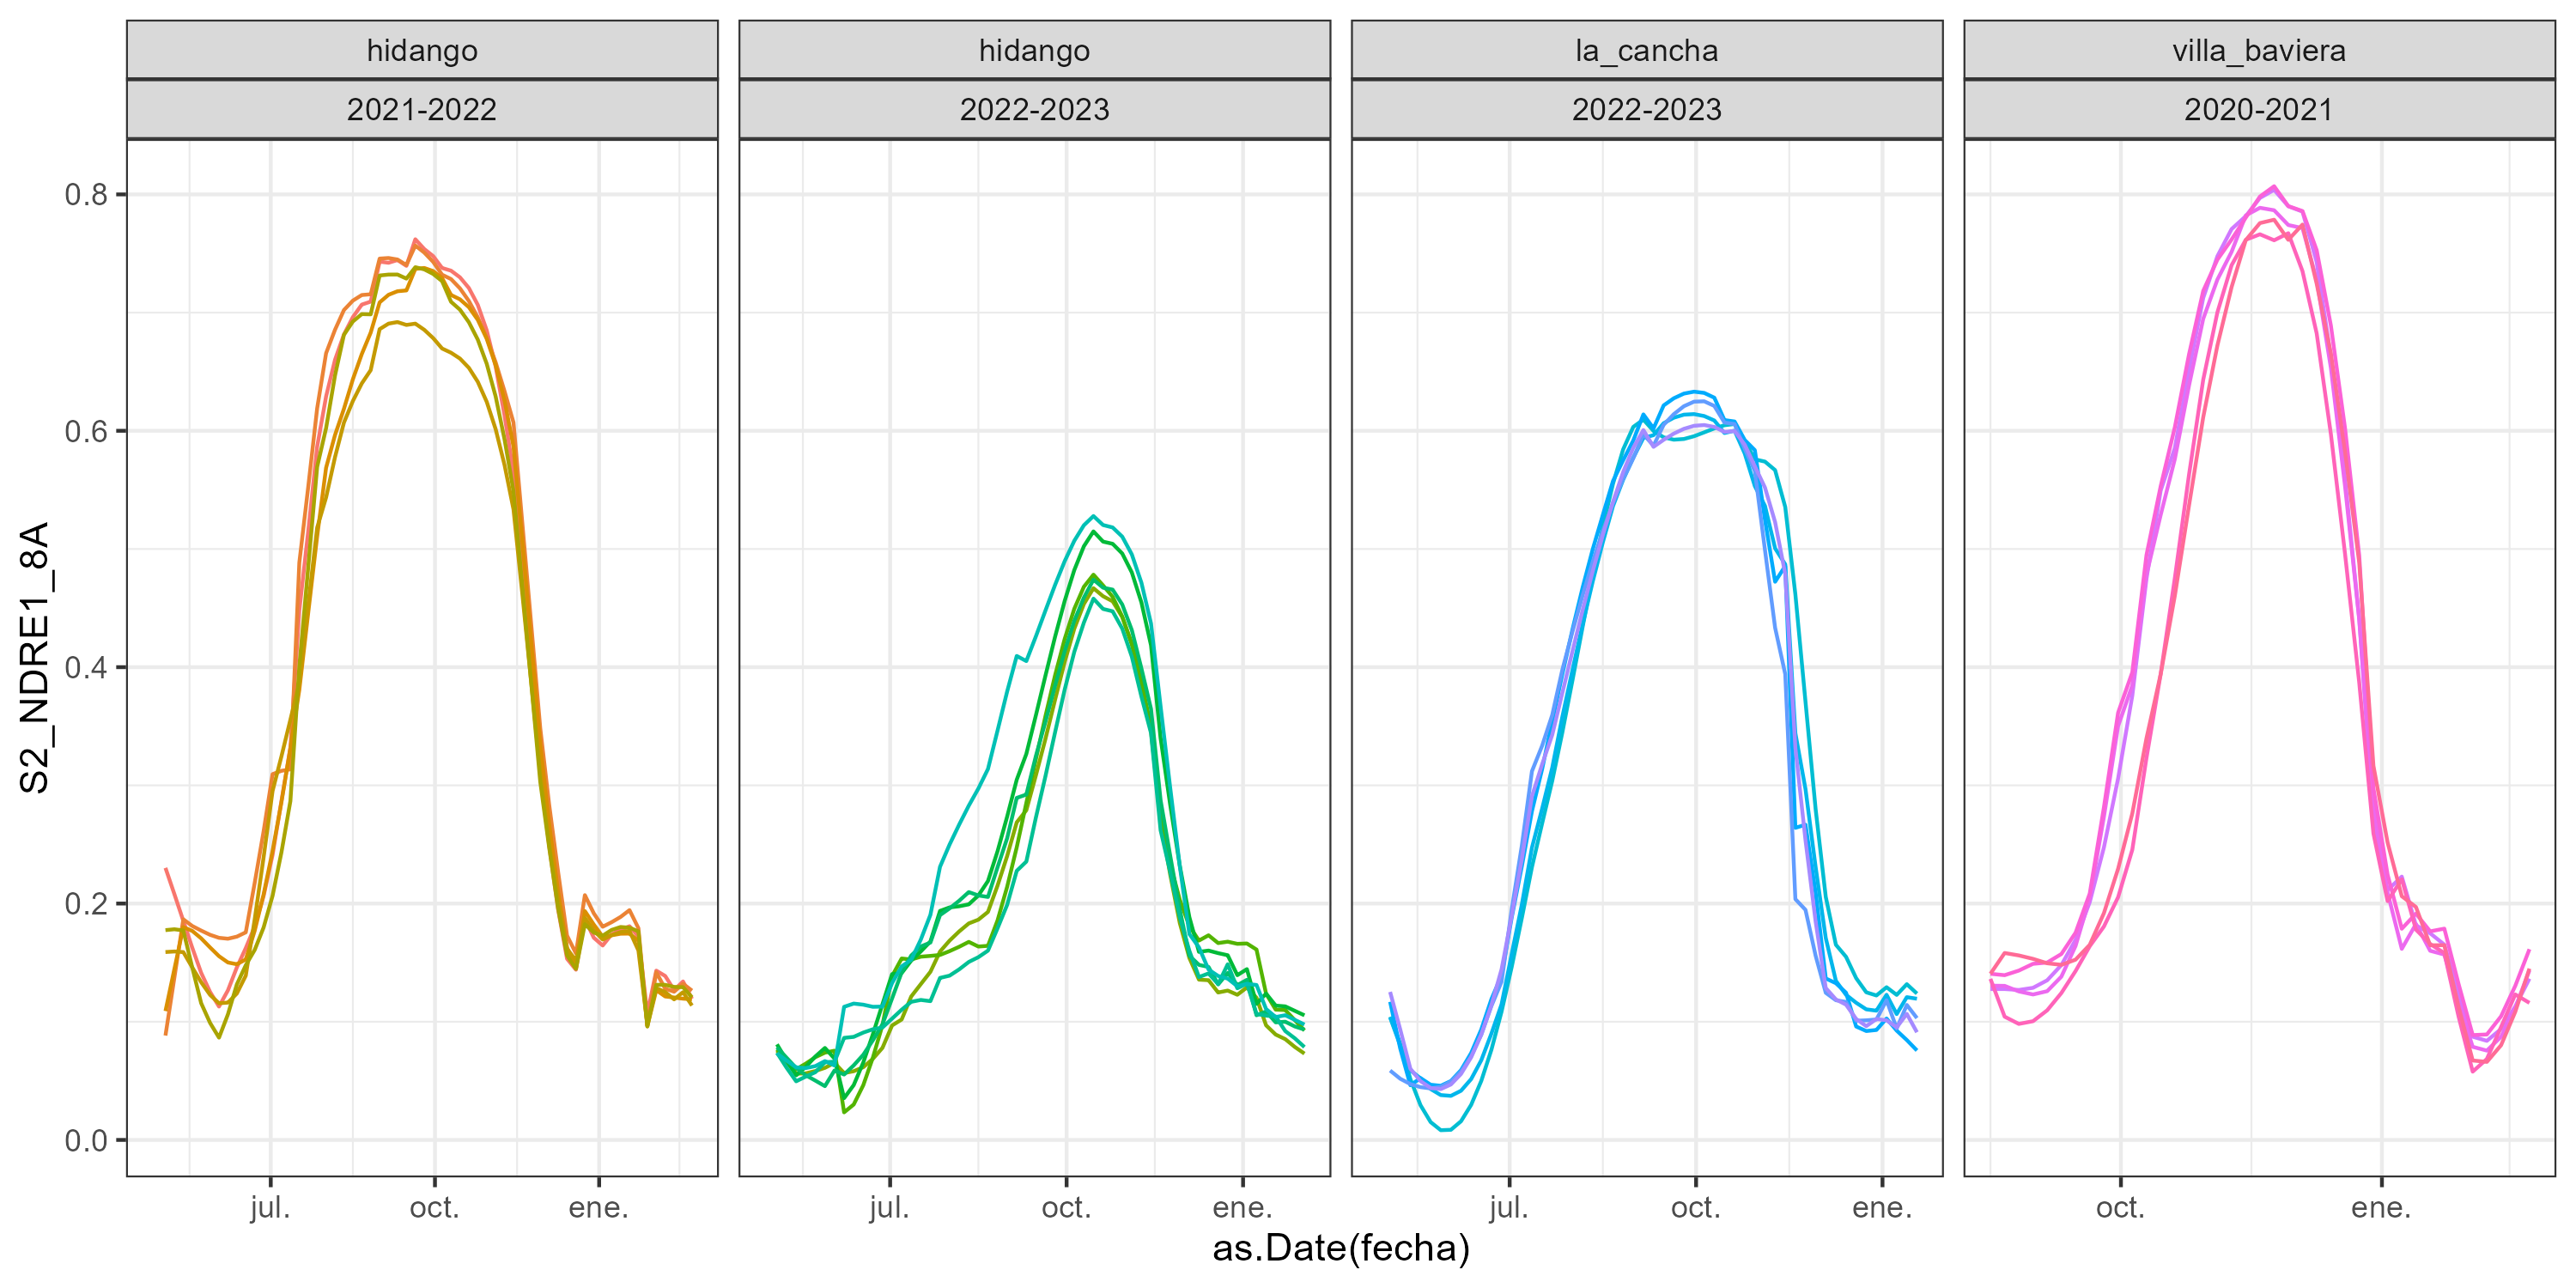 hidango hidango la_cancha villa_baviera
2021-2022 2022-2023 2022-2023 2020-2021
0.8
0.6
0.4
0.2
0.0
S2_NDRE1_8A
jul. oct. ene. jul. oct. ene. jul. oct. ene. oct. ene.
as.Date(fecha)